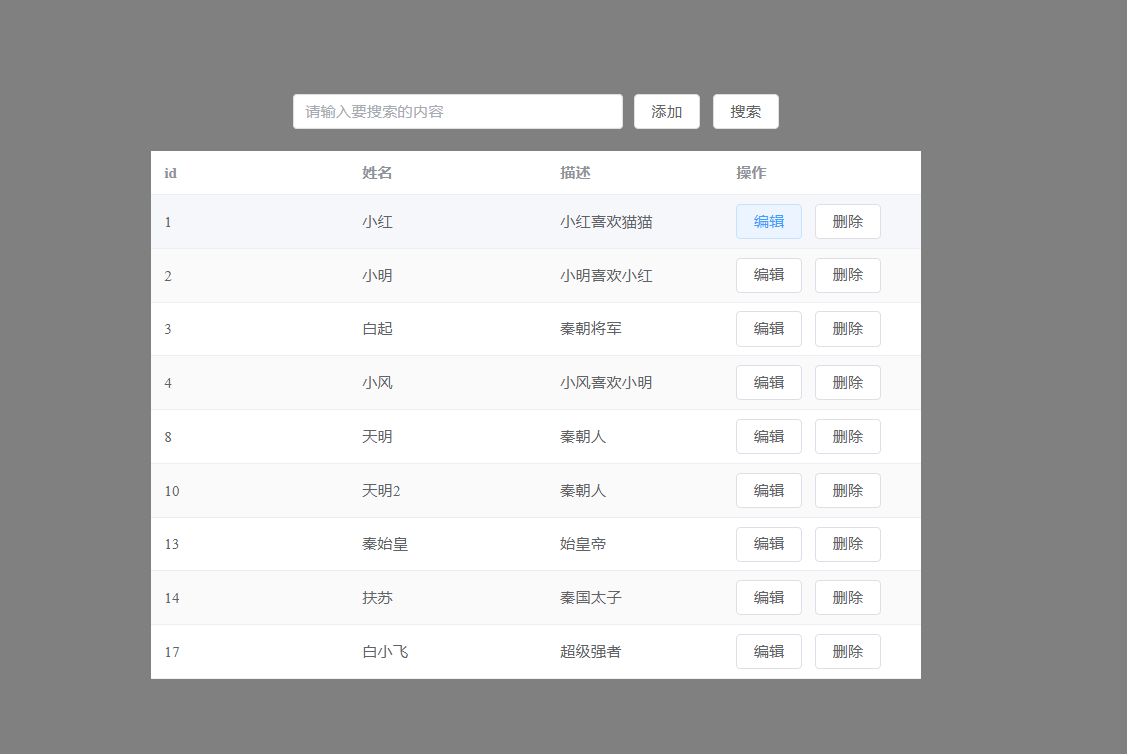 请输入要搜索的内容 添加 搜索
id 姓名 描述 操作
1 小红 小红喜欢猫猫 编辑 删除
2 小明 小明喜欢小红 编辑 删除
3 白起 秦朝将军 编辑 删除
4 小风 小风喜欢小明 编辑 删除
8 天明 秦朝人 编辑 删除
10 天明2 秦朝人 编辑 删除
13 秦始皇 始皇帝 编辑 删除
14 扶苏 秦国太子 编辑 删除
17 白小飞 超级强者 编辑 删除